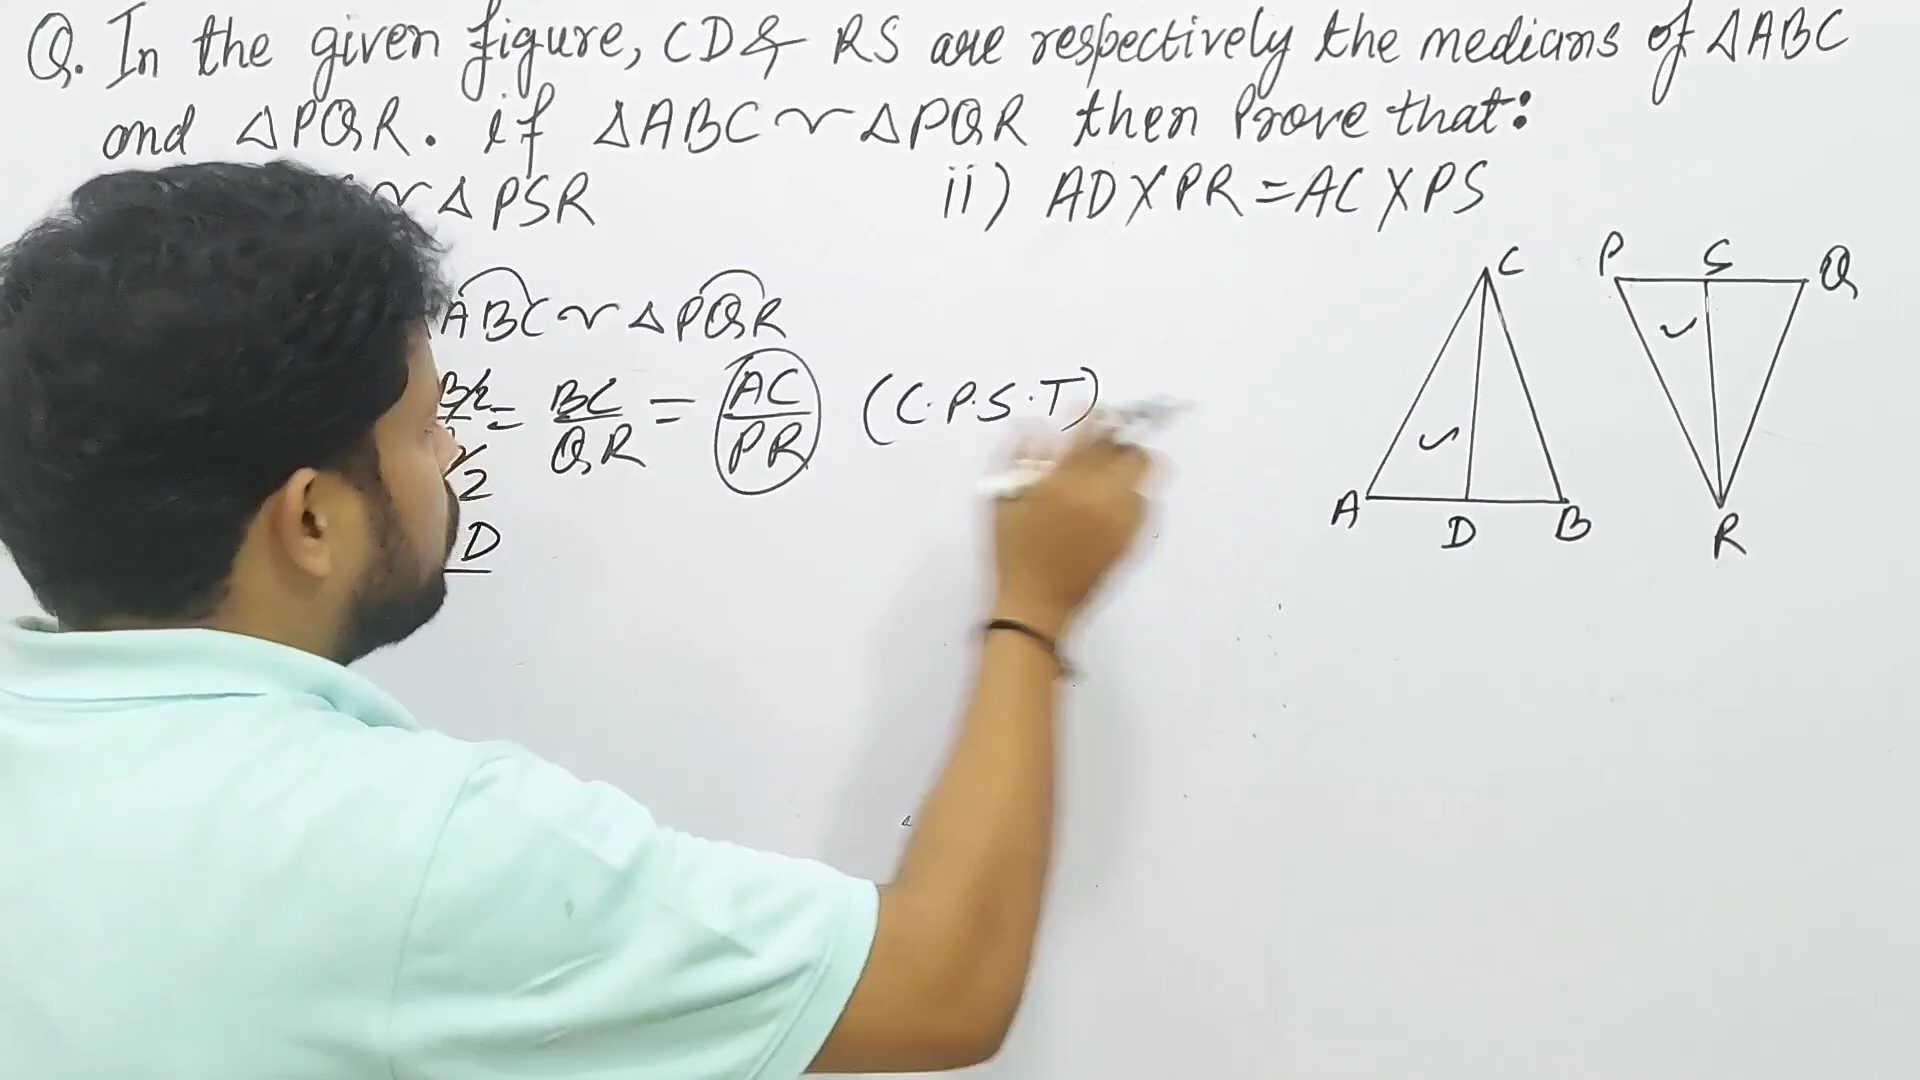 Q. In the given figure, CD & RS are respectively the medians of △ABC
and △PQR. if △ABC ~ △PQR then Prove that:
~ △PSR ii) AD X PR = AC X PS
ABC ~ △PQR
= BC/QR = AC/PR (C.P.S.T)
2
D
C
P S Q
A D B
R